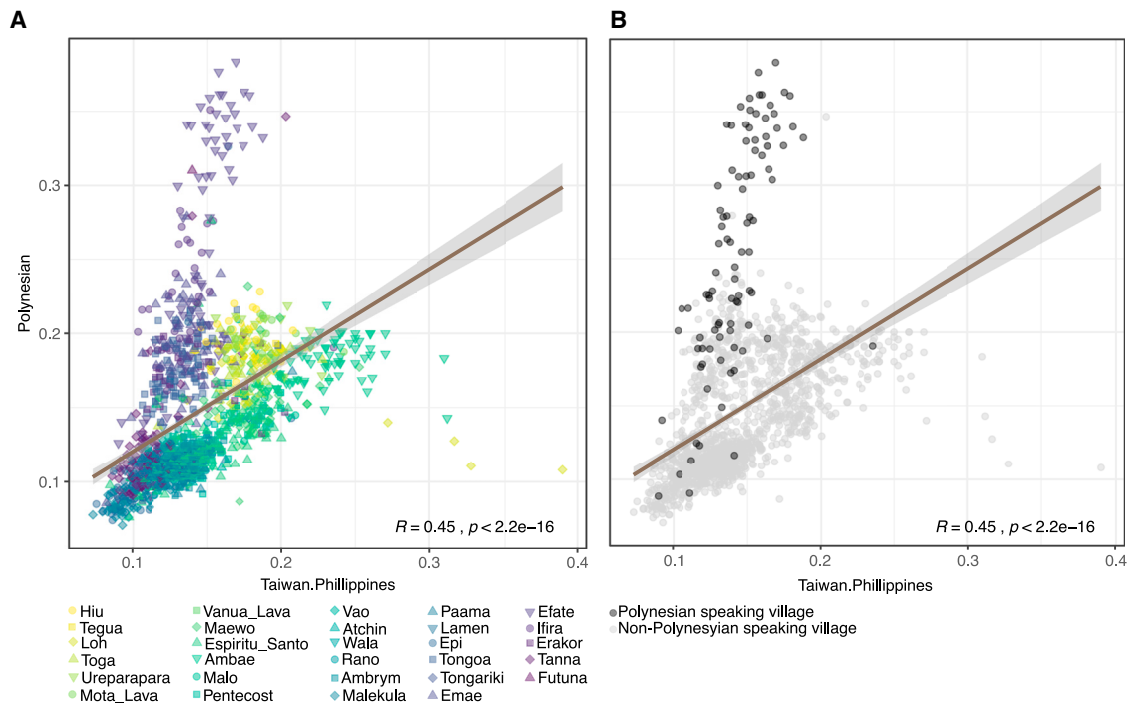 A
B
Polynesian
0.3
0.2
0.1
R = 0.45 , p < 2.2e−16
R = 0.45 , p < 2.2e−16
0.1 0.2 0.3 0.4
0.1 0.2 0.3 0.4
Taiwan.Phillippines
Taiwan.Phillippines
Hiu
Tegua
Loh
Toga
Ureparapara
Mota_Lava
Vanua_Lava
Maewo
Espiritu_Santo
Ambae
Malo
Pentecost
Vao
Atchin
Wala
Rano
Ambrym
Malekula
Paama
Lamen
Epi
Tongoa
Tongariki
Emae
Efate
Ifira
Erakor
Tanna
Futuna
Polynesian speaking village
Non-Polynesyian speaking village